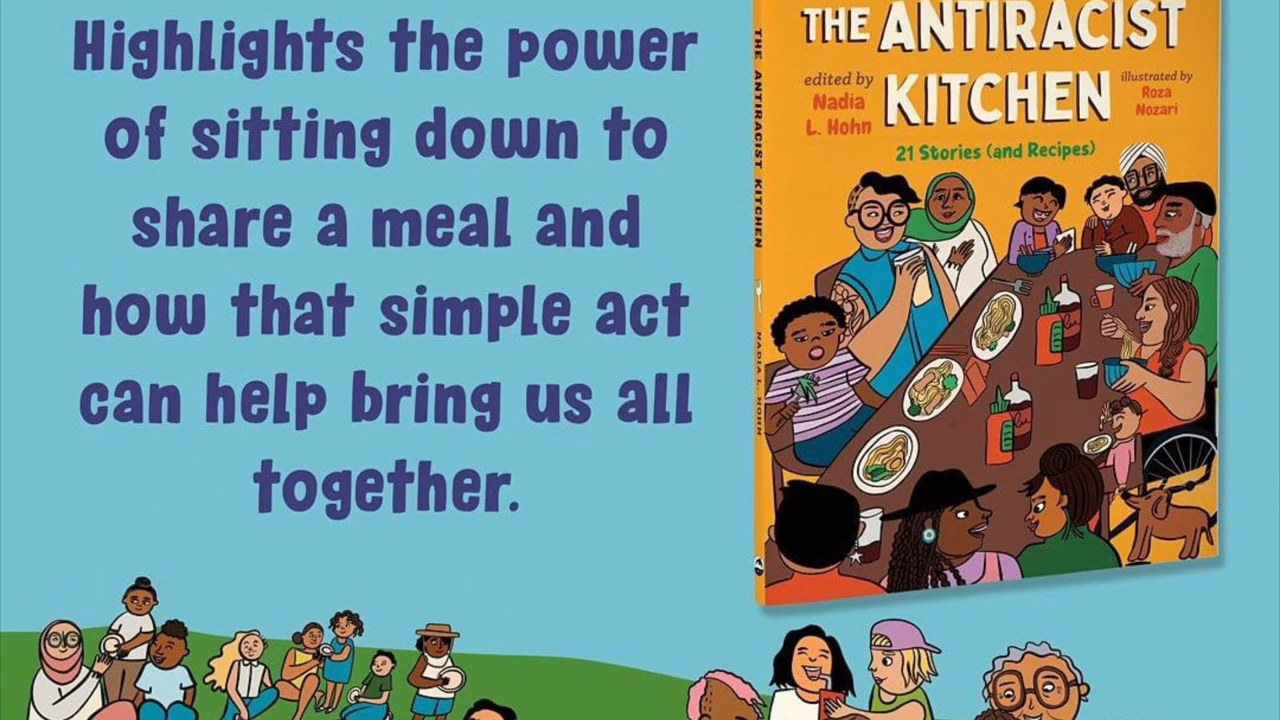 Highlights the power
of sitting down to
share a meal and
how that simple act
can help bring us all
together.
THE ANTIRACIST
KITCHEN
edited by
Nadia
L. Hohn
illustrated by
Roza
Nozari
21 Stories (and Recipes)
THE ANTIRACIST KITCHEN
NADIA L. HOHN